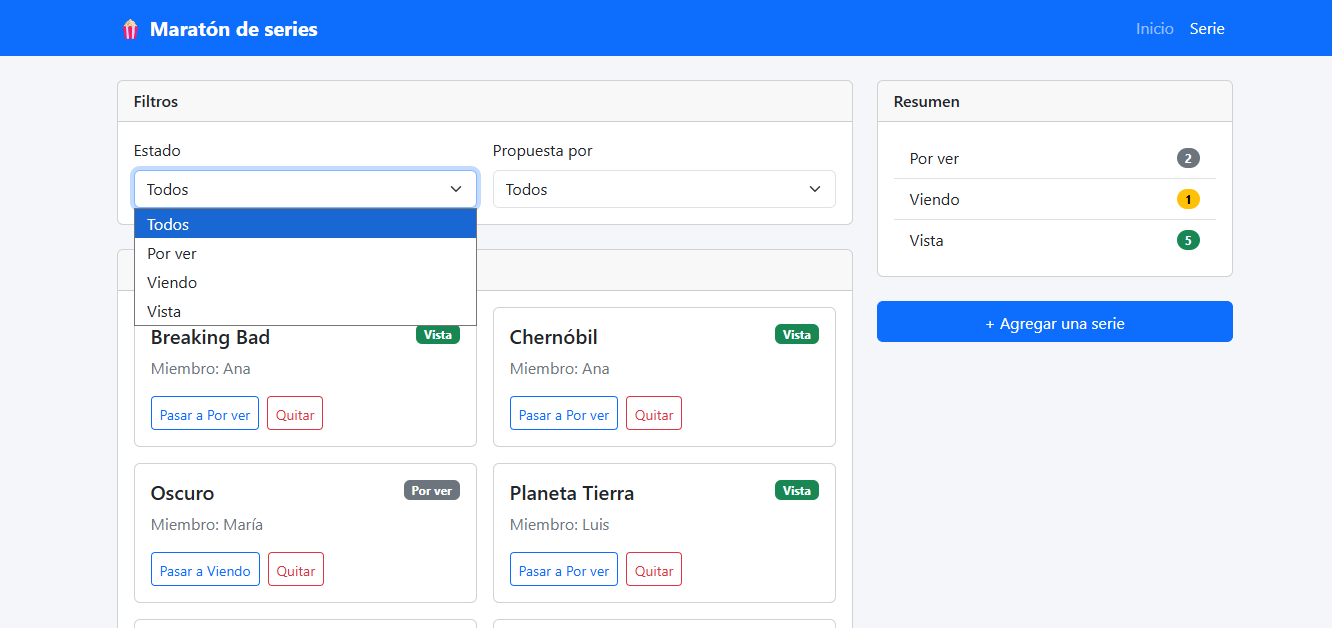 Maratón de series
Inicio Serie
Filtros
Estado
Propuesta por
Todos
Todos
Todos
Por ver
Viendo
Vista
Breaking Bad
Vista
Miembro: Ana
Pasar a Por ver
Quitar
Chernóbil
Vista
Miembro: Ana
Pasar a Por ver
Quitar
Oscuro
Por ver
Miembro: María
Pasar a Viendo
Quitar
Planeta Tierra
Vista
Miembro: Luis
Pasar a Por ver
Quitar
Resumen
Por ver 2
Viendo 1
Vista 5
+ Agregar una serie